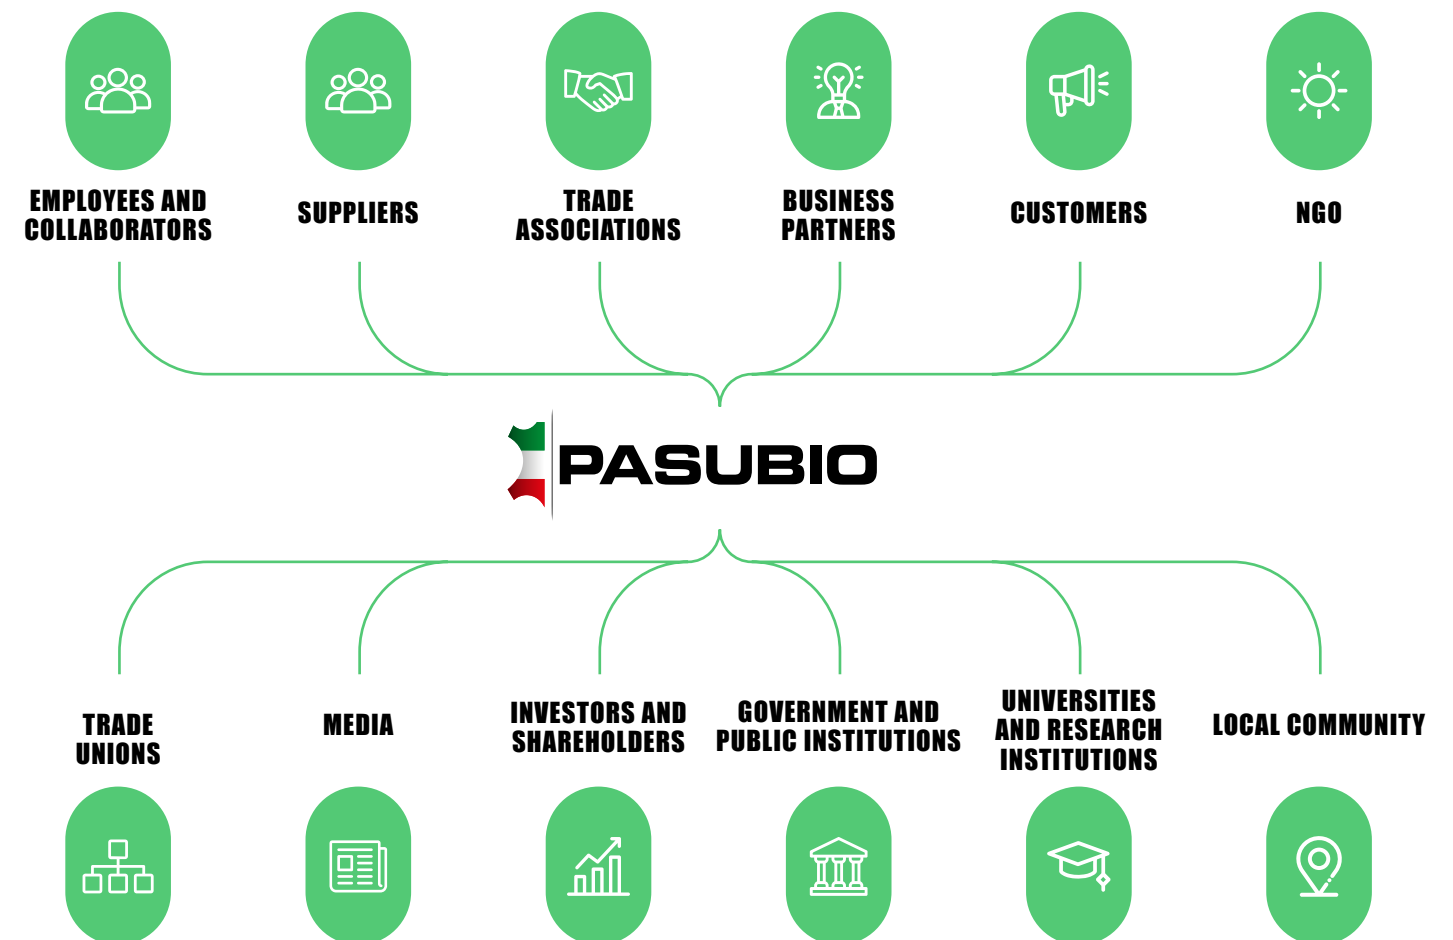 EMPLOYEES AND
COLLABORATORS
SUPPLIERS
TRADE
ASSOCIATIONS
BUSINESS
PARTNERS
CUSTOMERS
NGO
PASUBIO
TRADE
UNIONS
MEDIA
INVESTORS AND
SHAREHOLDERS
GOVERNMENT AND
PUBLIC INSTITUTIONS
UNIVERSITIES
AND RESEARCH
INSTITUTIONS
LOCAL COMMUNITY